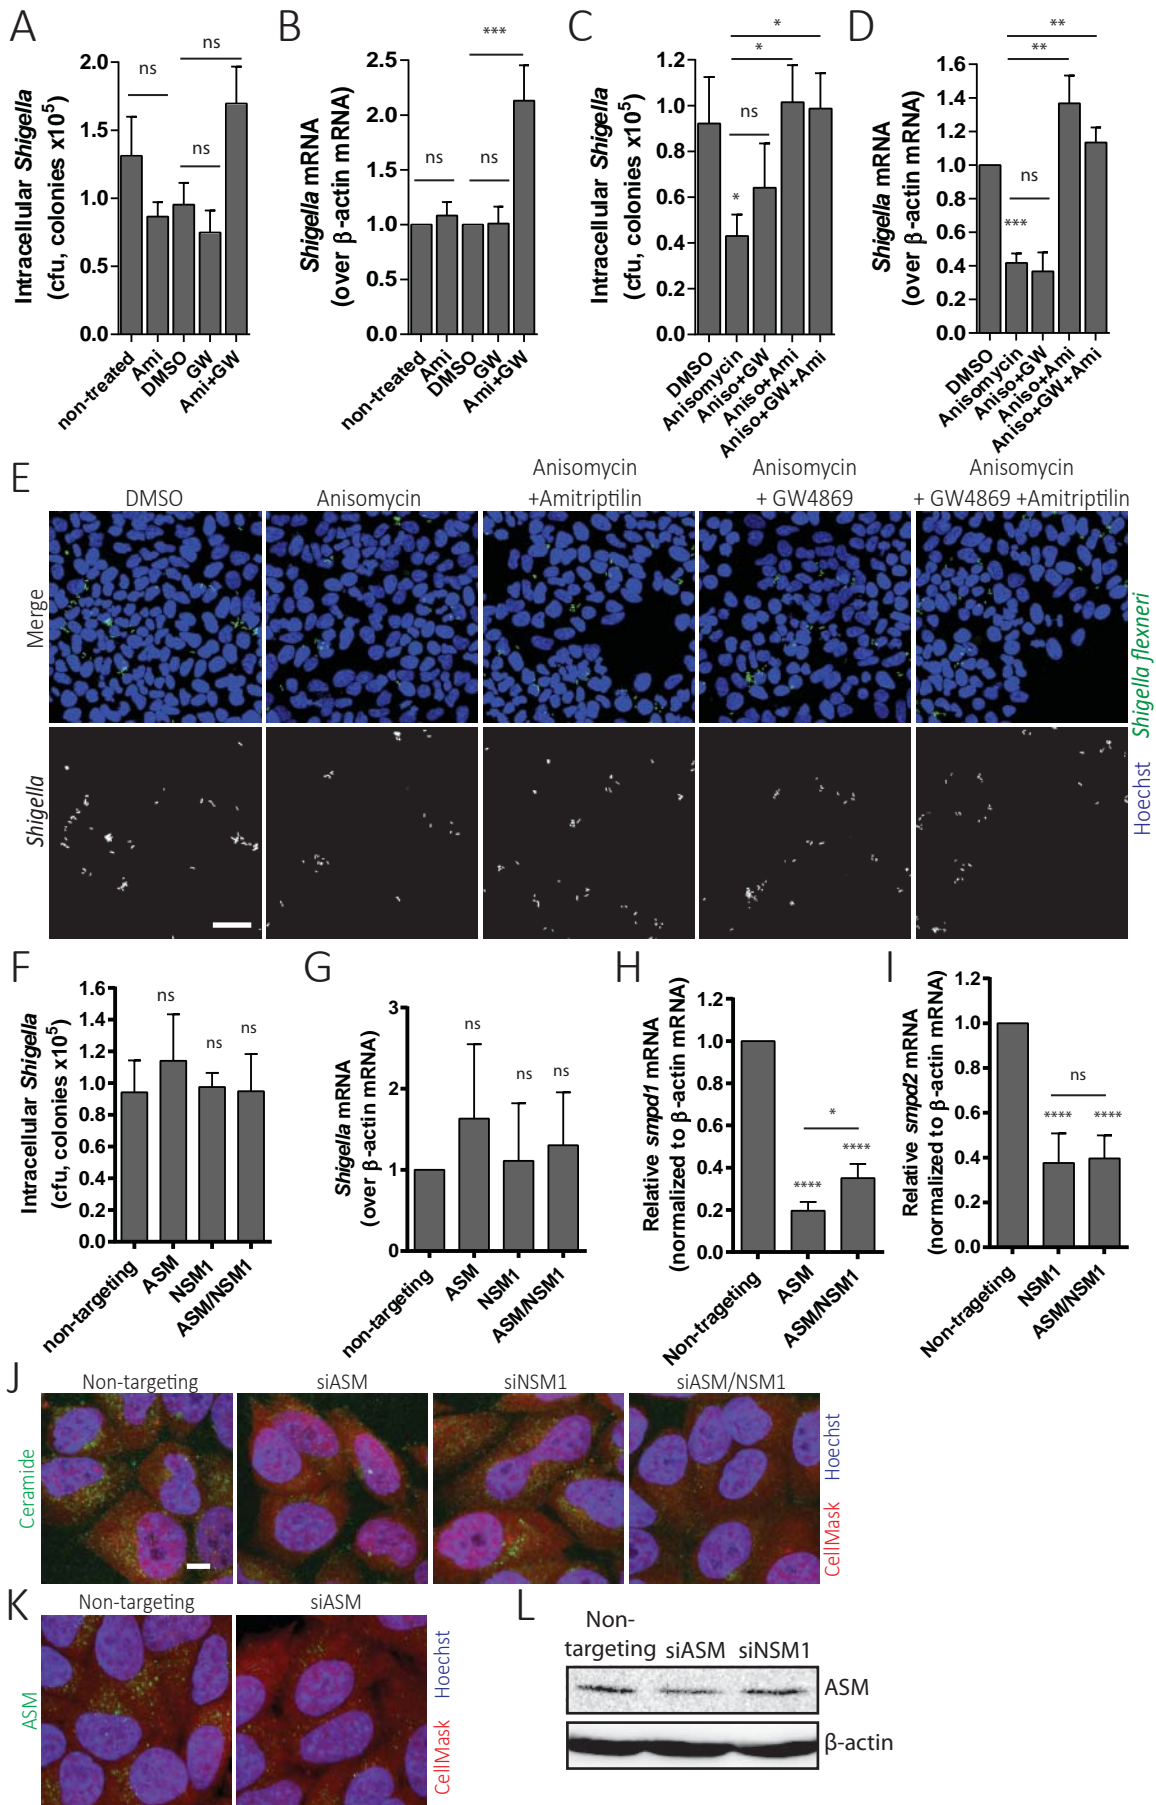 A
Intracellular Shigella
(cfu, colonies x10⁵)
2.0
1.5
1.0
0.5
0.0
ns
ns
ns
non-treated
Ami
DMSO
GW
Ami+GW
B
Shigella mRNA
(over β-actin mRNA)
2.5
2.0
1.5
1.0
0.5
0.0
ns
ns
***
non-treated
Ami
DMSO
GW
Ami+GW
C
Intracellular Shigella
(cfu, colonies x10⁵)
1.2
1.0
0.8
0.6
0.4
0.2
0.0
*
*
ns
*
DMSO
Anisomycin
Aniso+GW
Aniso+Ami
Aniso+GW+Ami
D
Shigella mRNA
(over β-actin mRNA)
1.6
1.4
1.2
1.0
0.8
0.6
0.4
0.2
0.0
**
**
ns
***
DMSO
Anisomycin
Aniso+GW
Aniso+Ami
Aniso+GW+Ami
E
DMSO
Anisomycin
Anisomycin
+Amitriptilin
Anisomycin
+ GW4869
Anisomycin
+ GW4869 +Amitriptilin
Merge
Shigella
Shigella flexneri
Hoechst
F
Intracellular Shigella
(cfu, colonies x10⁵)
1.6
1.4
1.2
1.0
0.8
0.6
0.4
0.2
0.0
ns
ns
ns
non-targeting
ASM
NSM1
ASM/NSM1
G
Shigella mRNA
(over β-actin mRNA)
3
2
1
0
ns
ns
ns
non-targeting
ASM
NSM1
ASM/NSM1
H
Relative smpd1 mRNA
(normalized to β-actin mRNA)
1.2
1.0
0.8
0.6
0.4
0.2
0.0
*
****
****
Non-trageting
ASM
ASM/NSM1
I
Relative smpd2 mRNA
(normalized to β-actin mRNA)
1.2
1.0
0.8
0.6
0.4
0.2
0.0
ns
****
****
Non-trageting
NSM1
ASM/NSM1
J
Non-targeting
siASM
siNSM1
siASM/NSM1
Ceramide
CellMask Hoechst
K
Non-targeting
siASM
ASM
CellMask Hoechst
L
Non-
targeting siASM siNSM1
ASM
β-actin